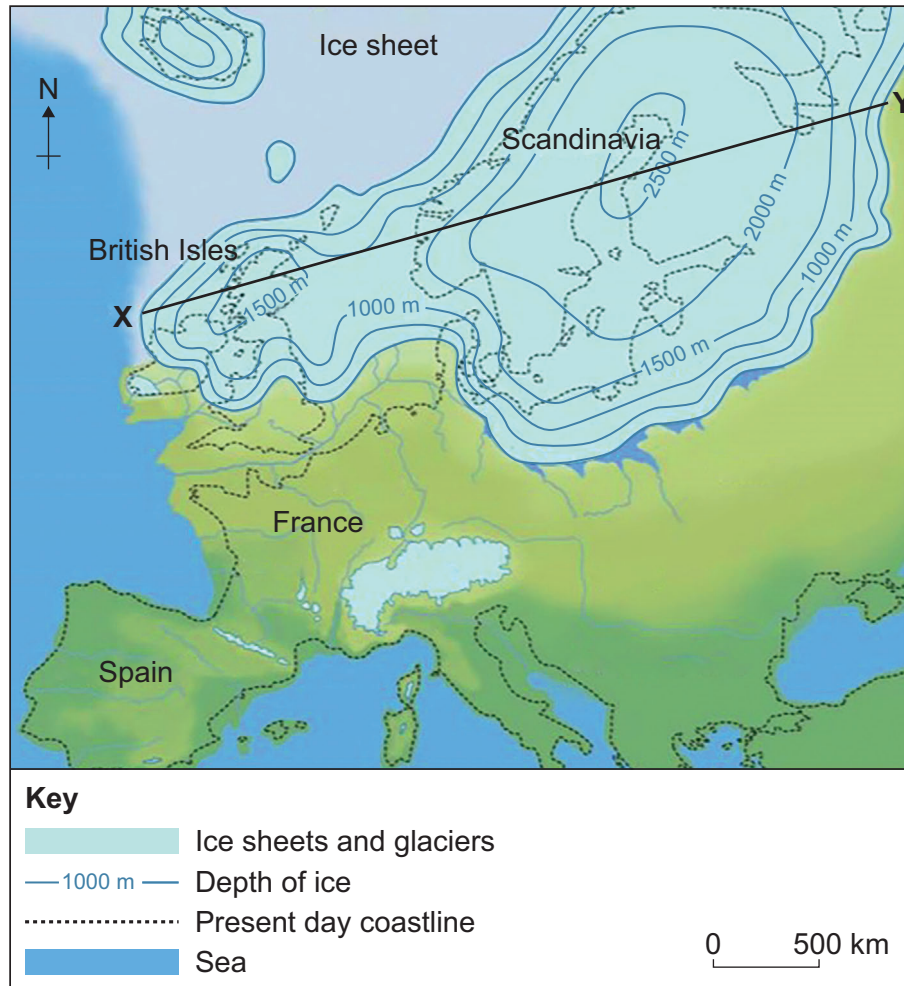 Ice sheet
N
Y
Scandinavia
2500 m
2000 m
British Isles
1000 m
1500 m
X
1000 m
1500 m
France
Spain
Key
Ice sheets and glaciers
1000 m
Depth of ice
Present day coastline
Sea
0 500 km